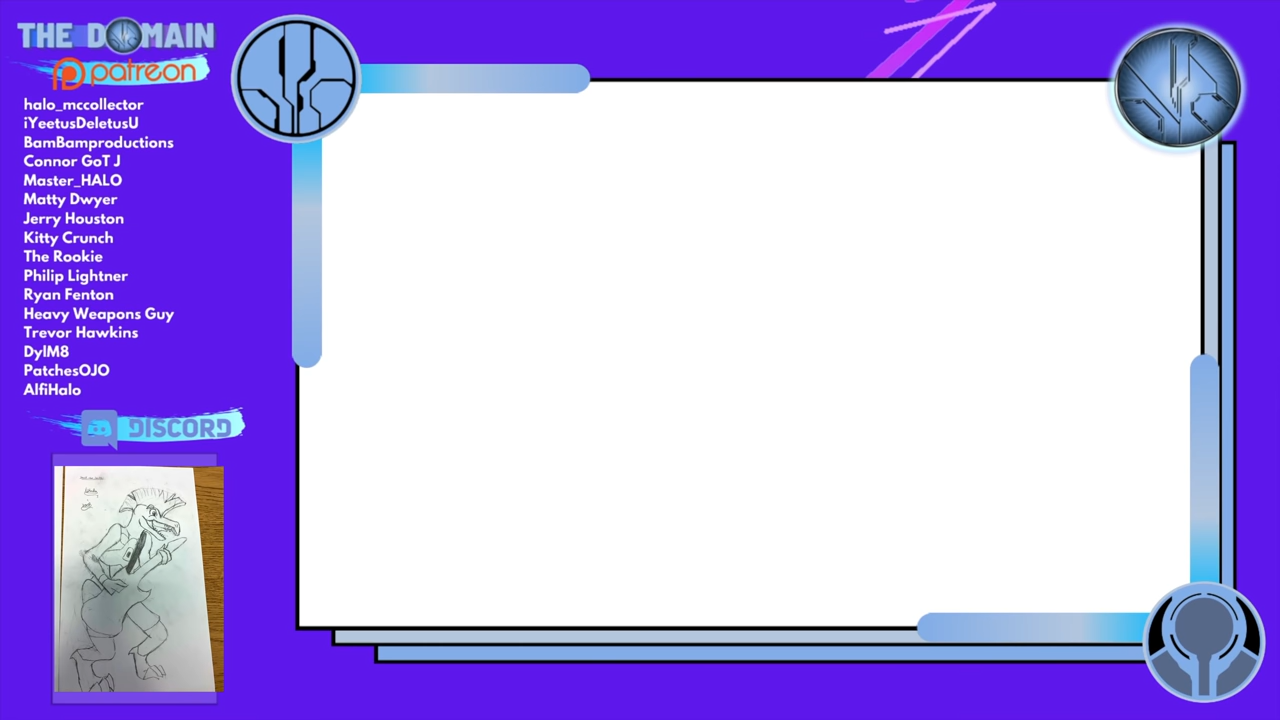 THE DOMAIN
patreon
halo_mccollector
iYeetusDeletusU
BamBamproductions
Connor GoT J
Master_HALO
Matty Dwyer
Jerry Houston
Kitty Crunch
The Rookie
Philip Lightner
Ryan Fenton
Heavy Weapons Guy
Trevor Hawkins
DylM8
PatchesOJO
AlfiHalo
DISCORD